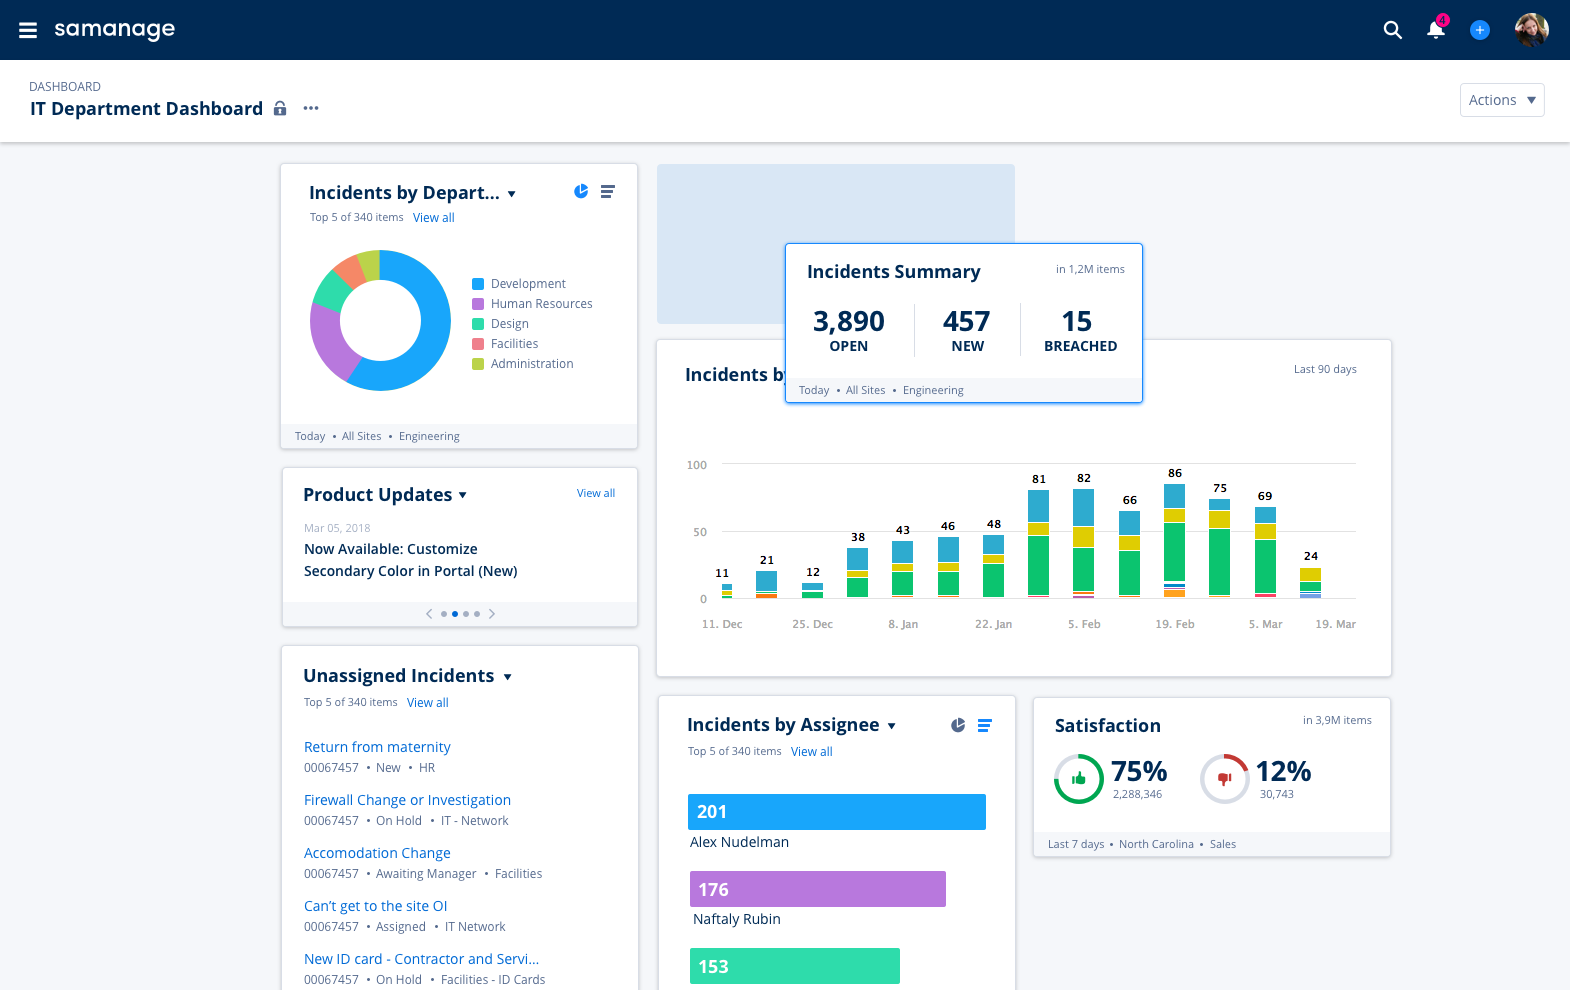 samanage
4
DASHBOARD
IT Department Dashboard
Actions
Incidents by Depart...
Top 5 of 340 items View all
Development
Human Resources
Design
Facilities
Administration
Today • All Sites • Engineering
Product Updates
View all
Mar 05, 2018
Now Available: Customize
Secondary Color in Portal (New)
Unassigned Incidents
Top 5 of 340 items View all
Return from maternity
00067457 • New • HR
Firewall Change or Investigation
00067457 • On Hold • IT - Network
Accomodation Change
00067457 • Awaiting Manager • Facilities
Can't get to the site OI
00067457 • Assigned • IT Network
New ID card - Contractor and Servi...
00067457 • On Hold • Facilities - ID Cards
Incidents Summary
in 1,2M items
3,890 457 15
OPEN NEW BREACHED
Today • All Sites • Engineering
Incidents by
Last 90 days
100
50
0
11 21 12 38 43 46 48 81 82 66 86 75 69 24
11. Dec 25. Dec 8. Jan 22. Jan 5. Feb 19. Feb 5. Mar 19. Mar
Incidents by Assignee
Top 5 of 340 items View all
201
Alex Nudelman
176
Naftaly Rubin
153
Satisfaction
in 3,9M items
75% 12%
2,288,346 30,743
Last 7 days • North Carolina • Sales